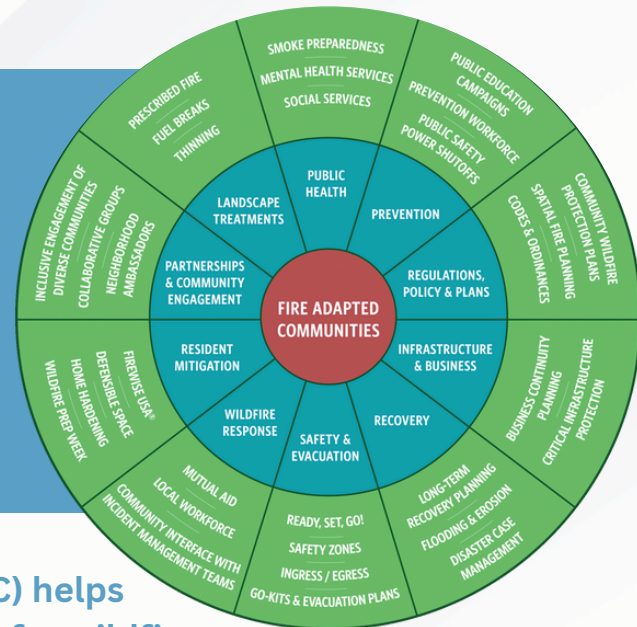 FIRE ADAPTED
COMMUNITIES
PUBLIC
HEALTH
SMOKE PREPAREDNESS
MENTAL HEALTH SERVICES
SOCIAL SERVICES
PREVENTION
PUBLIC EDUCATION
CAMPAIGNS
PREVENTION WORKFORCE
PUBLIC SAFETY
POWER SHUTOFFS
REGULATIONS,
POLICY & PLANS
COMMUNITY WILDFIRE
PROTECTION PLANS
SPATIAL FIRE PLANNING
CODES & ORDINANCES
INFRASTRUCTURE
& BUSINESS
BUSINESS CONTINUITY
PLANNING
CRITICAL INFRASTRUCTURE
PROTECTION
RECOVERY
LONG-TERM
RECOVERY PLANNING
FLOODING & EROSION
DISASTER CASE
MANAGEMENT
SAFETY &
EVACUATION
READY, SET, GO!
SAFETY ZONES
INGRESS / EGRESS
GO-KITS & EVACUATION PLANS
WILDFIRE
RESPONSE
MUTUAL AID
LOCAL WORKFORCE
COMMUNITY INTERFACE WITH
INCIDENT MANAGEMENT TEAMS
RESIDENT
MITIGATION
FIREWISE USA®
DEFENSIBLE SPACE
HOME HARDENING
WILDFIRE PREP WEEK
PARTNERSHIPS
& COMMUNITY
ENGAGEMENT
INCLUSIVE ENGAGEMENT OF
DIVERSE COMMUNITIES
COLLABORATIVE GROUPS
NEIGHBORHOOD
AMBASSADORS
LANDSCAPE
TREATMENTS
PRESCRIBED FIRE
FUEL BREAKS
THINNING
C) helps